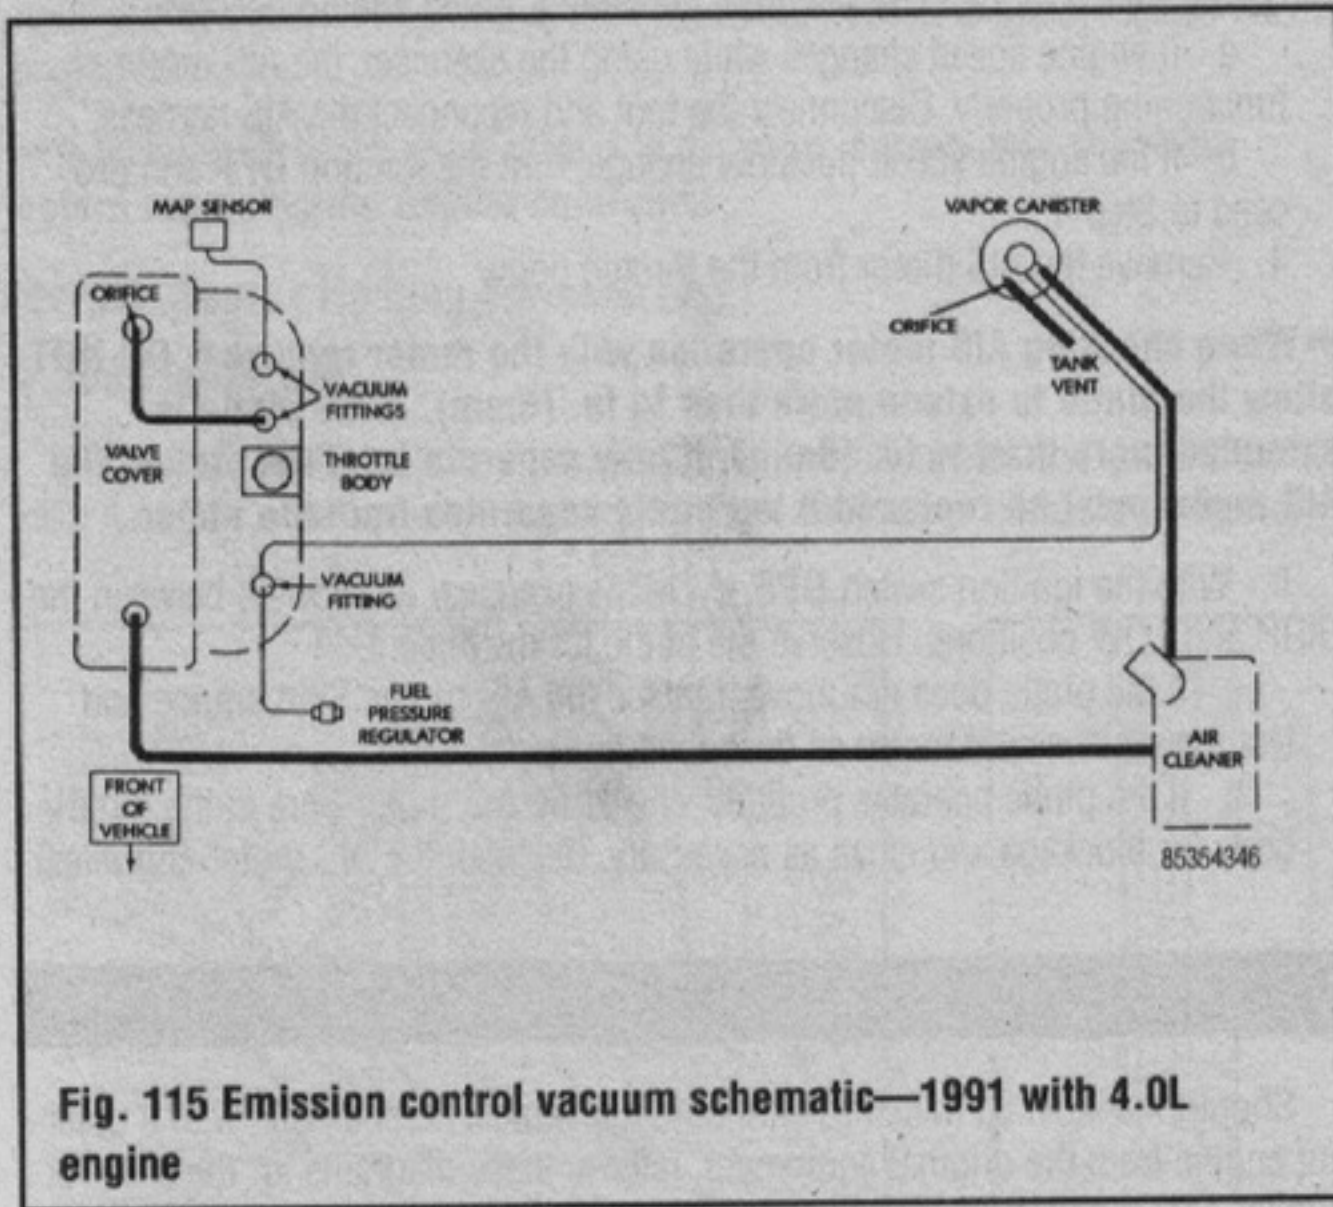 MAP SENSOR
VAPOR CANISTER
ORIFICE
ORIFICE
TANK
VENT
VACUUM
FITTINGS
VALVE
COVER
THROTTLE
BODY
VACUUM
FITTING
FUEL
PRESSURE
REGULATOR
AIR
CLEANER
FRONT
OF
VEHICLE
85354346
Fig. 115 Emission control vacuum schematic—1991 with 4.0L
engine